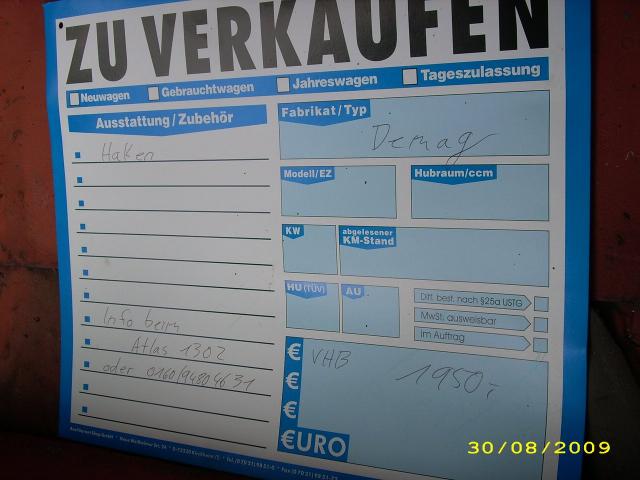 ZU VERKAUFEN
Neuwagen Gebrauchtwagen Jahreswagen Tageszulassung
Ausstattung/Zubehör
Haken
Info beim
Atlas 1302
oder 0160/94804631
Fabrikat/Typ
Demag
Modell/EZ
Hubraum/ccm
KW
abgelesener
KM-Stand
HU (TÜV)
AU
Diff. best. nach §25a USTG
MwSt. ausweisbar
im Auftrag
€ VHB 1950,-
€
€
€URO
30/08/2009